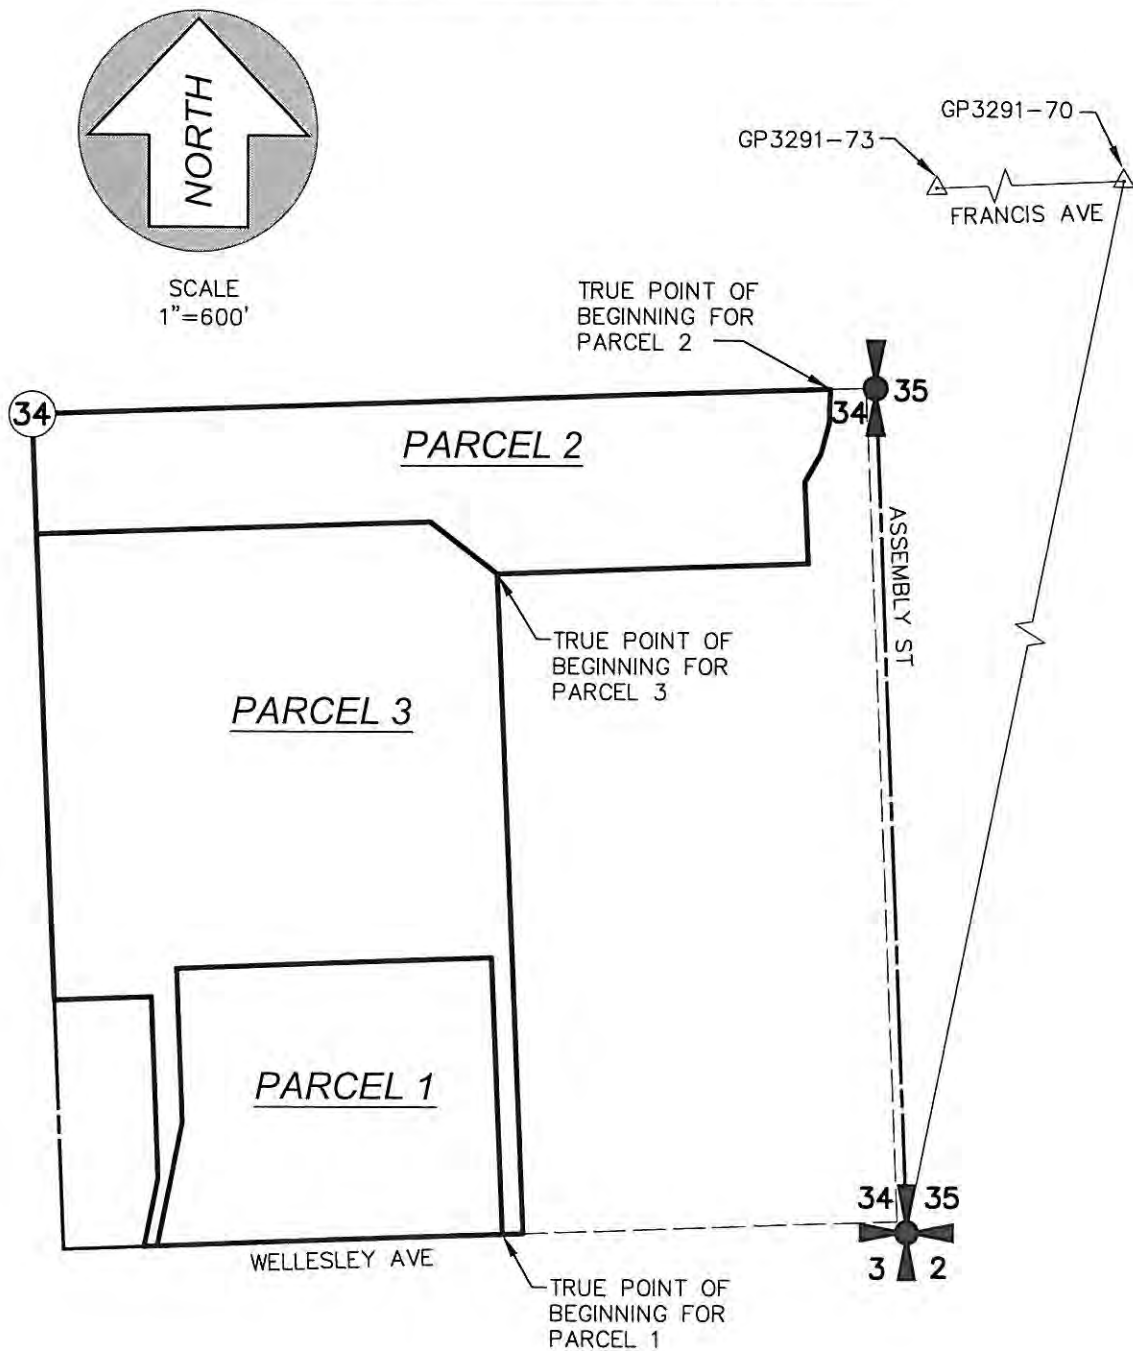 NORTH
SCALE
1"=600'
GP3291-70
GP3291-73
FRANCIS AVE
TRUE POINT OF
BEGINNING FOR
PARCEL 2
34
35
34
PARCEL 2
ASSEMBLY ST
TRUE POINT OF
BEGINNING FOR
PARCEL 3
PARCEL 3
PARCEL 1
34 35
3 2
WELLESLEY AVE
TRUE POINT OF
BEGINNING FOR
PARCEL 1